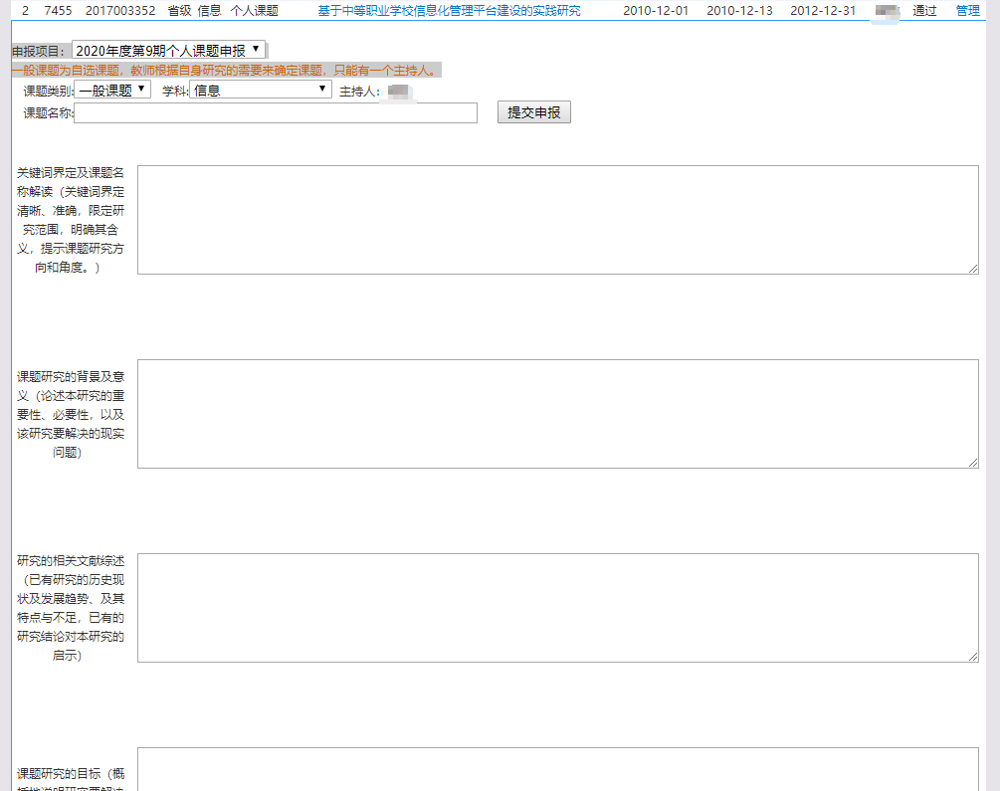 2 7455 2017003352 省级 信息 个人课题 基于中等职业学校信息化管理平台建设的实践研究 2010-12-01 2010-12-13 2012-12-31 通过 管理
申报项目： 2020年度第9期个人课题申报
一般课题为自选课题，教师根据自身研究的需要来确定课题，只能有一个主持人。
课题类别: 一般课题 学科: 信息 主持人：
课题名称: 提交申报
关键词界定及课题名
称解读（关键词界定
清晰、准确，限定研
究范围，明确其含
义，提示课题研究方
向和角度。）
课题研究的背景及意
义（论述本研究的重
要性、必要性，以及
该研究要解决的现实
问题）
研究的相关文献综述
（已有研究的历史现
状及发展趋势、及其
特点与不足，已有的
研究结论对本研究的
启示）
课题研究的目标（概